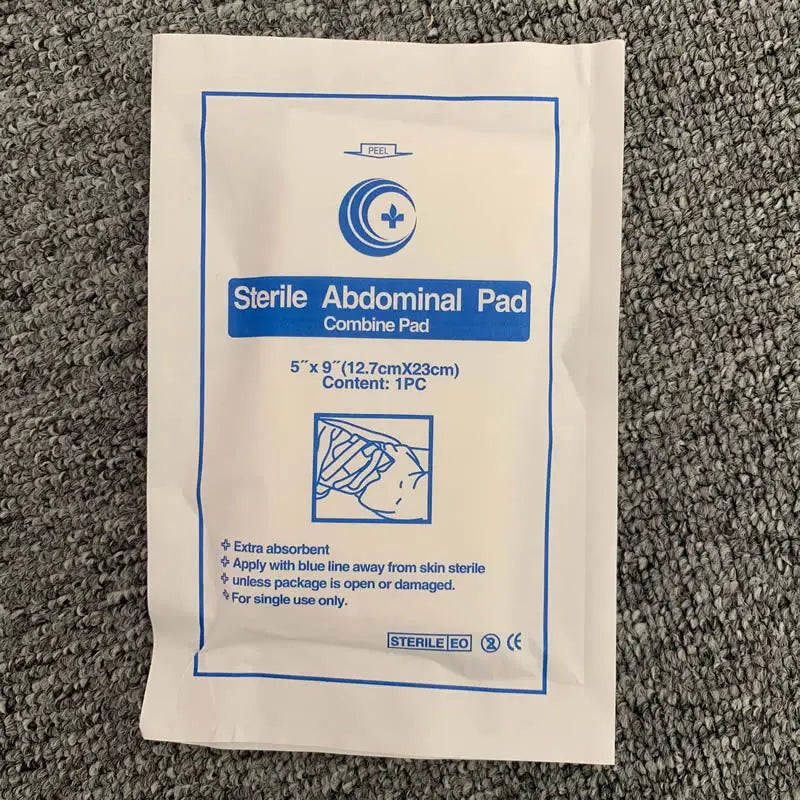 PEEL
Sterile Abdominal Pad
Combine Pad
5˝x 9˝(12.7cmX23cm)
Content: 1PC
Extra absorbent
Apply with blue line away from skin sterile
unless package is open or damaged.
For single use only.
STERILE EO 2 CE